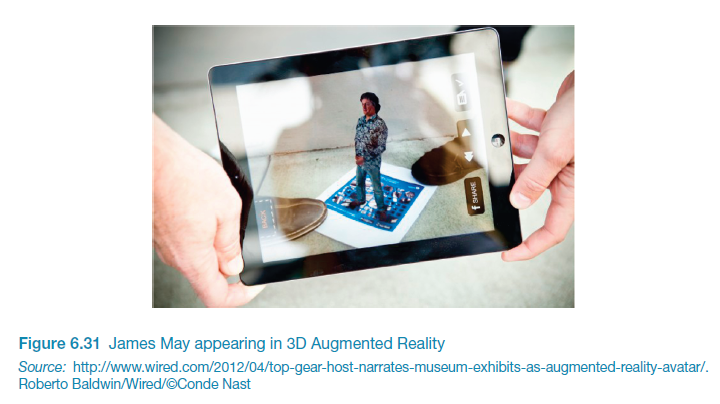 BACK
f SHARE
Figure 6.31 James May appearing in 3D Augmented Reality
Source: http://www.wired.com/2012/04/top-gear-host-narrates-museum-exhibits-as-augmented-reality-avatar/.
Roberto Baldwin/Wired/©Conde Nast